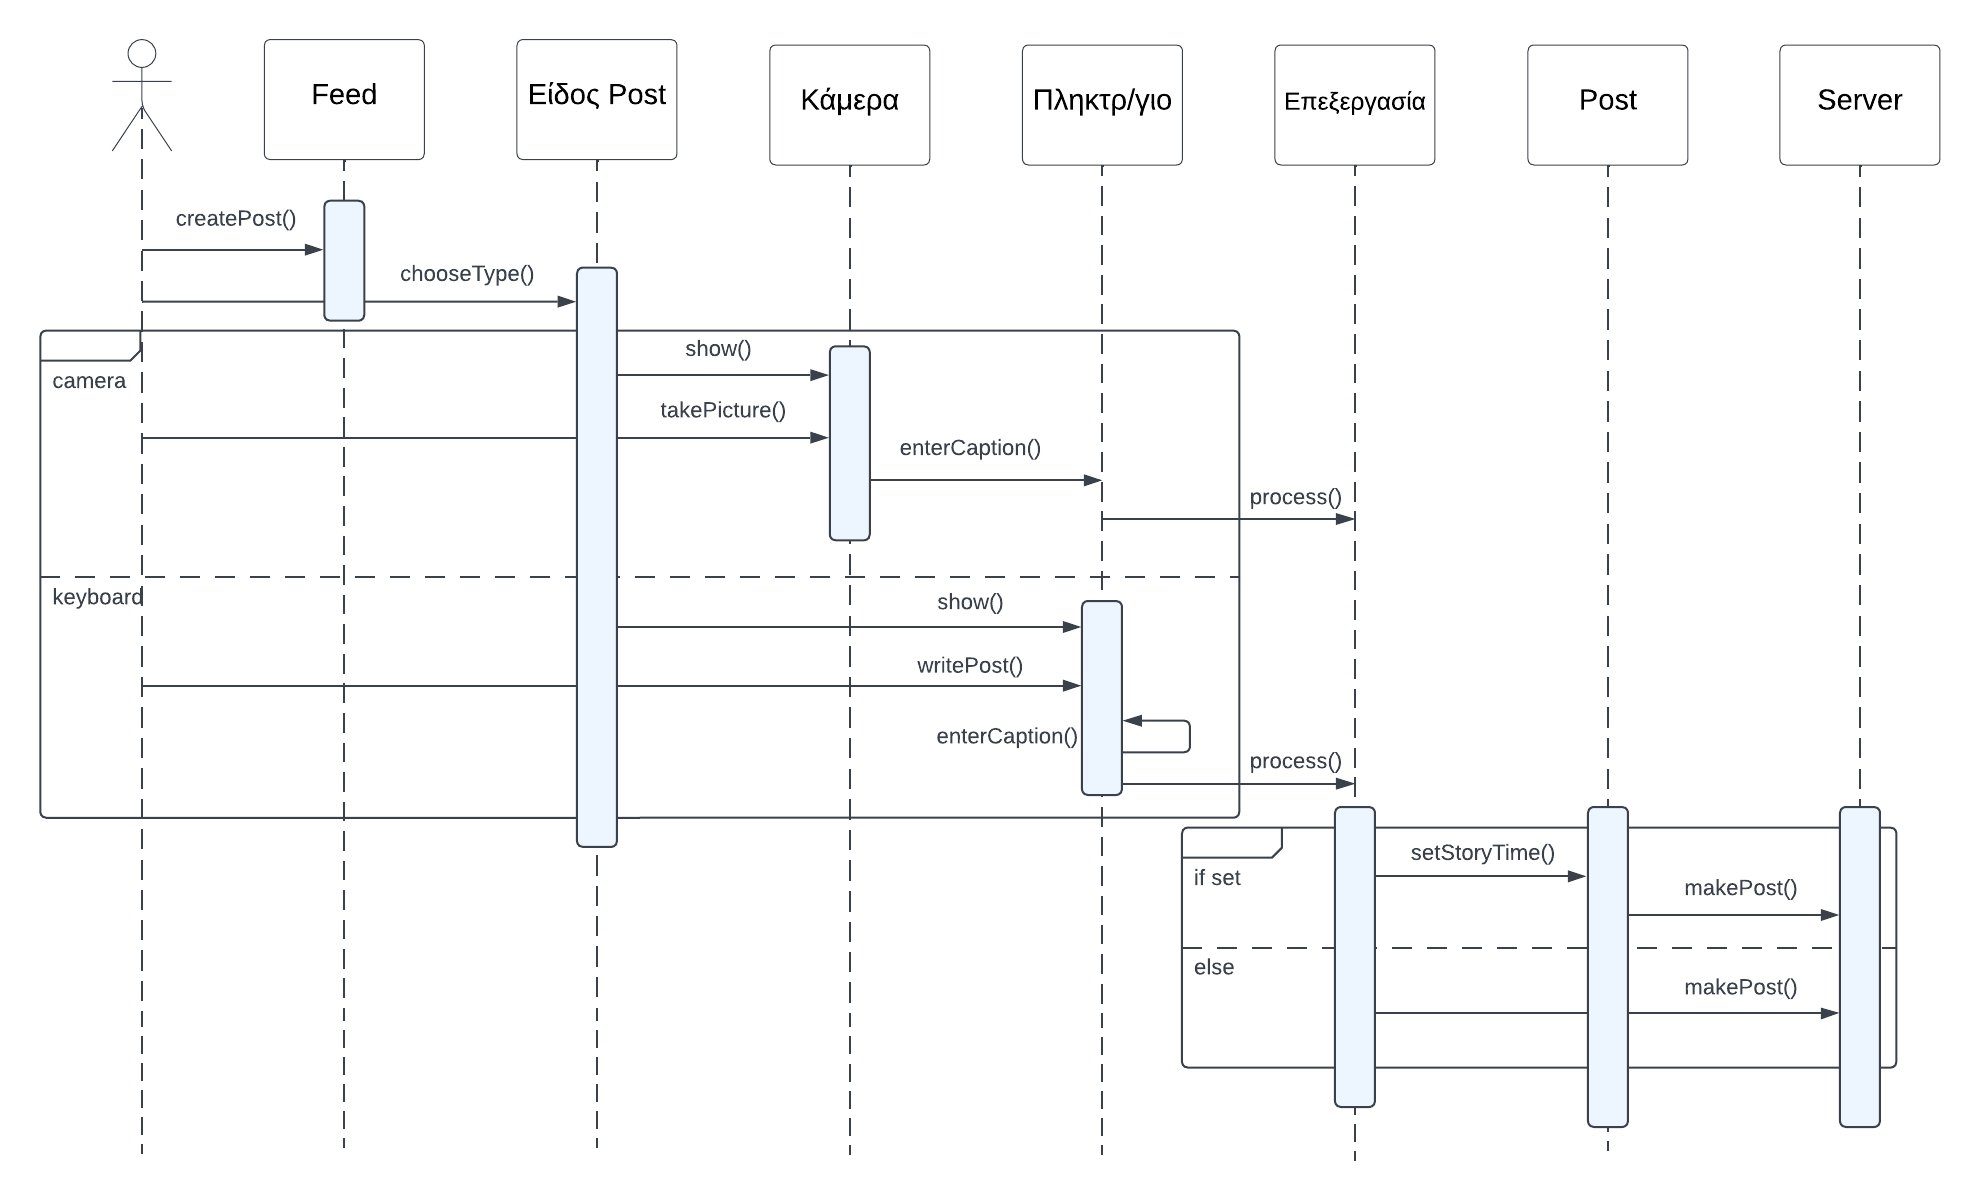 Feed
Είδος Post
Κάμερα
Πληκτρ/γιο
Επεξεργασία
Post
Server
createPost()
chooseType()
show()
camera
takePicture()
enterCaption()
process()
keyboard
show()
writePost()
enterCaption()
process()
setStoryTime()
if set
makePost()
else
makePost()